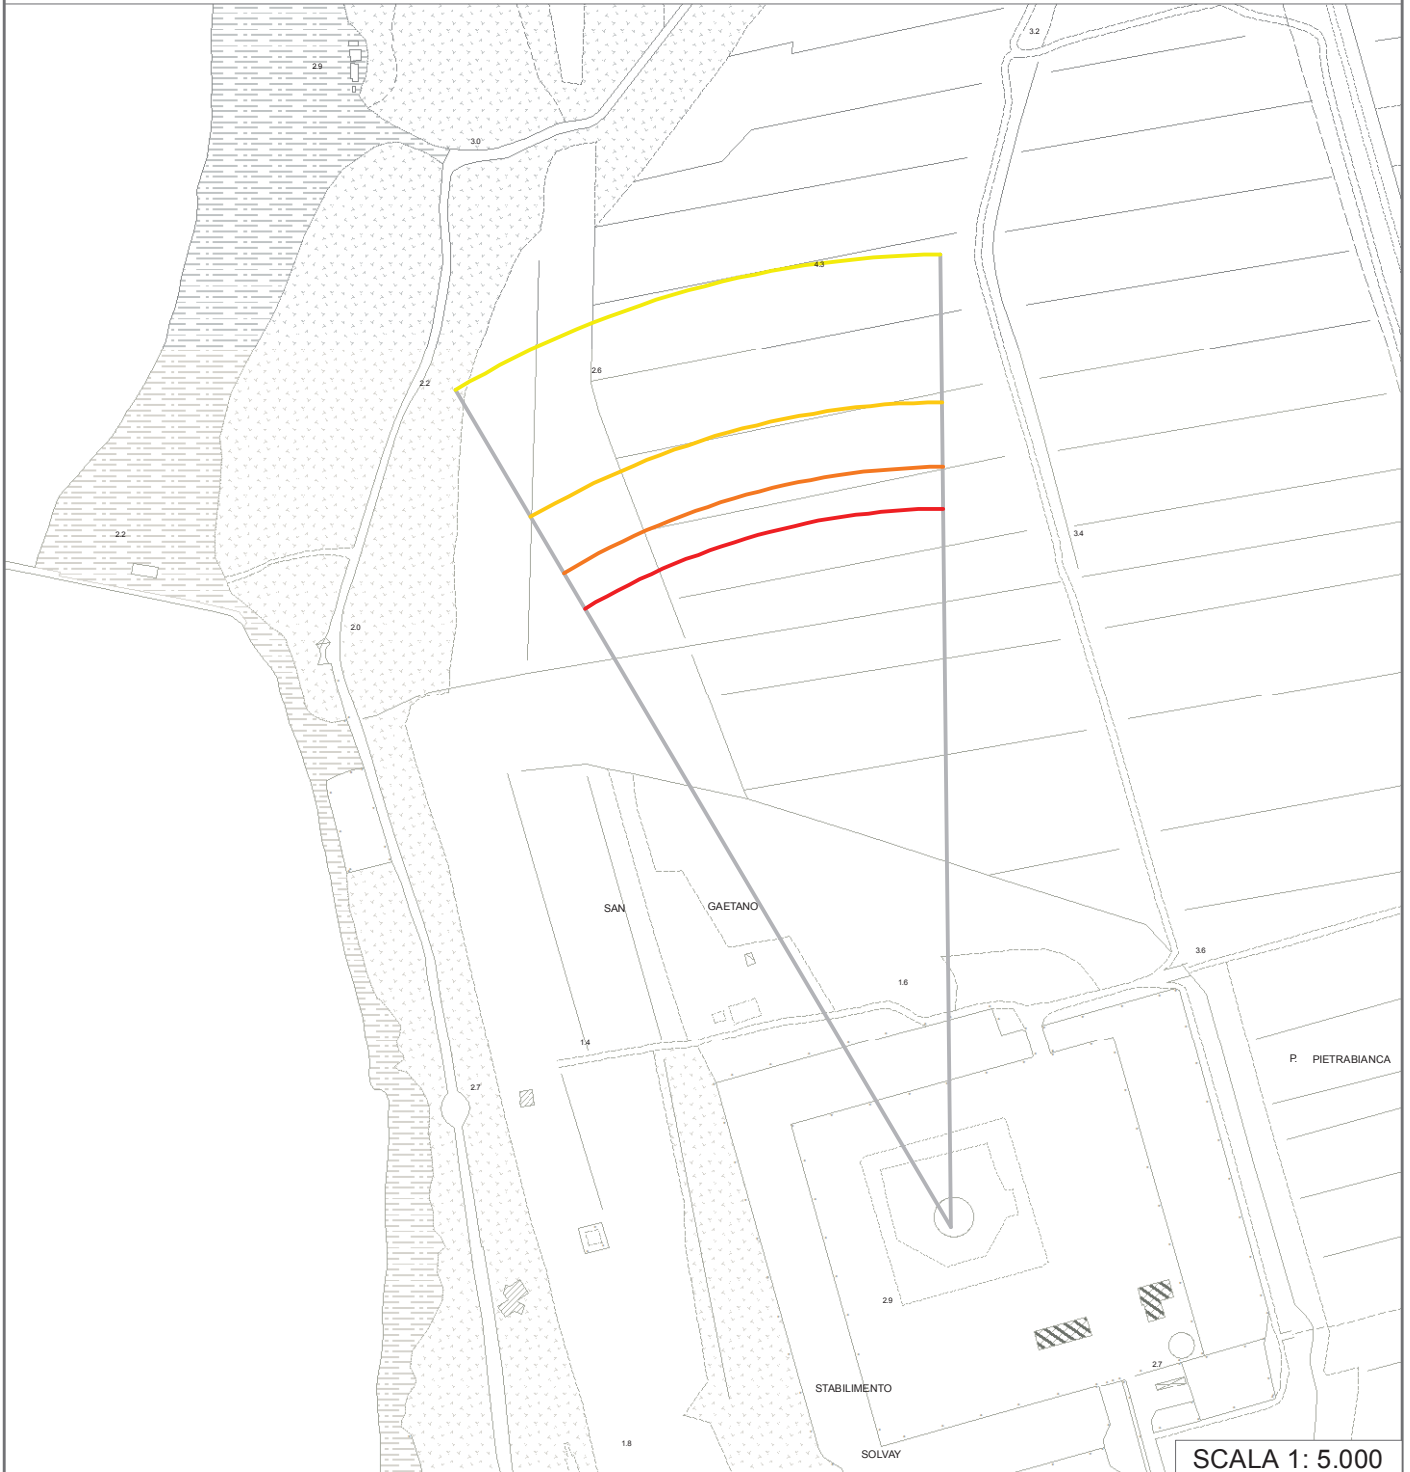 3.2
2.9
3.0
4.3
2.6
2.2
2.2
3.4
2.0
SAN
GAETANO
3.6
1.6
1.4
P. PIETRABIANCA
2.7
2.9
2.7
STABILIMENTO
1.8
SOLVAY
SCALA 1: 5.000